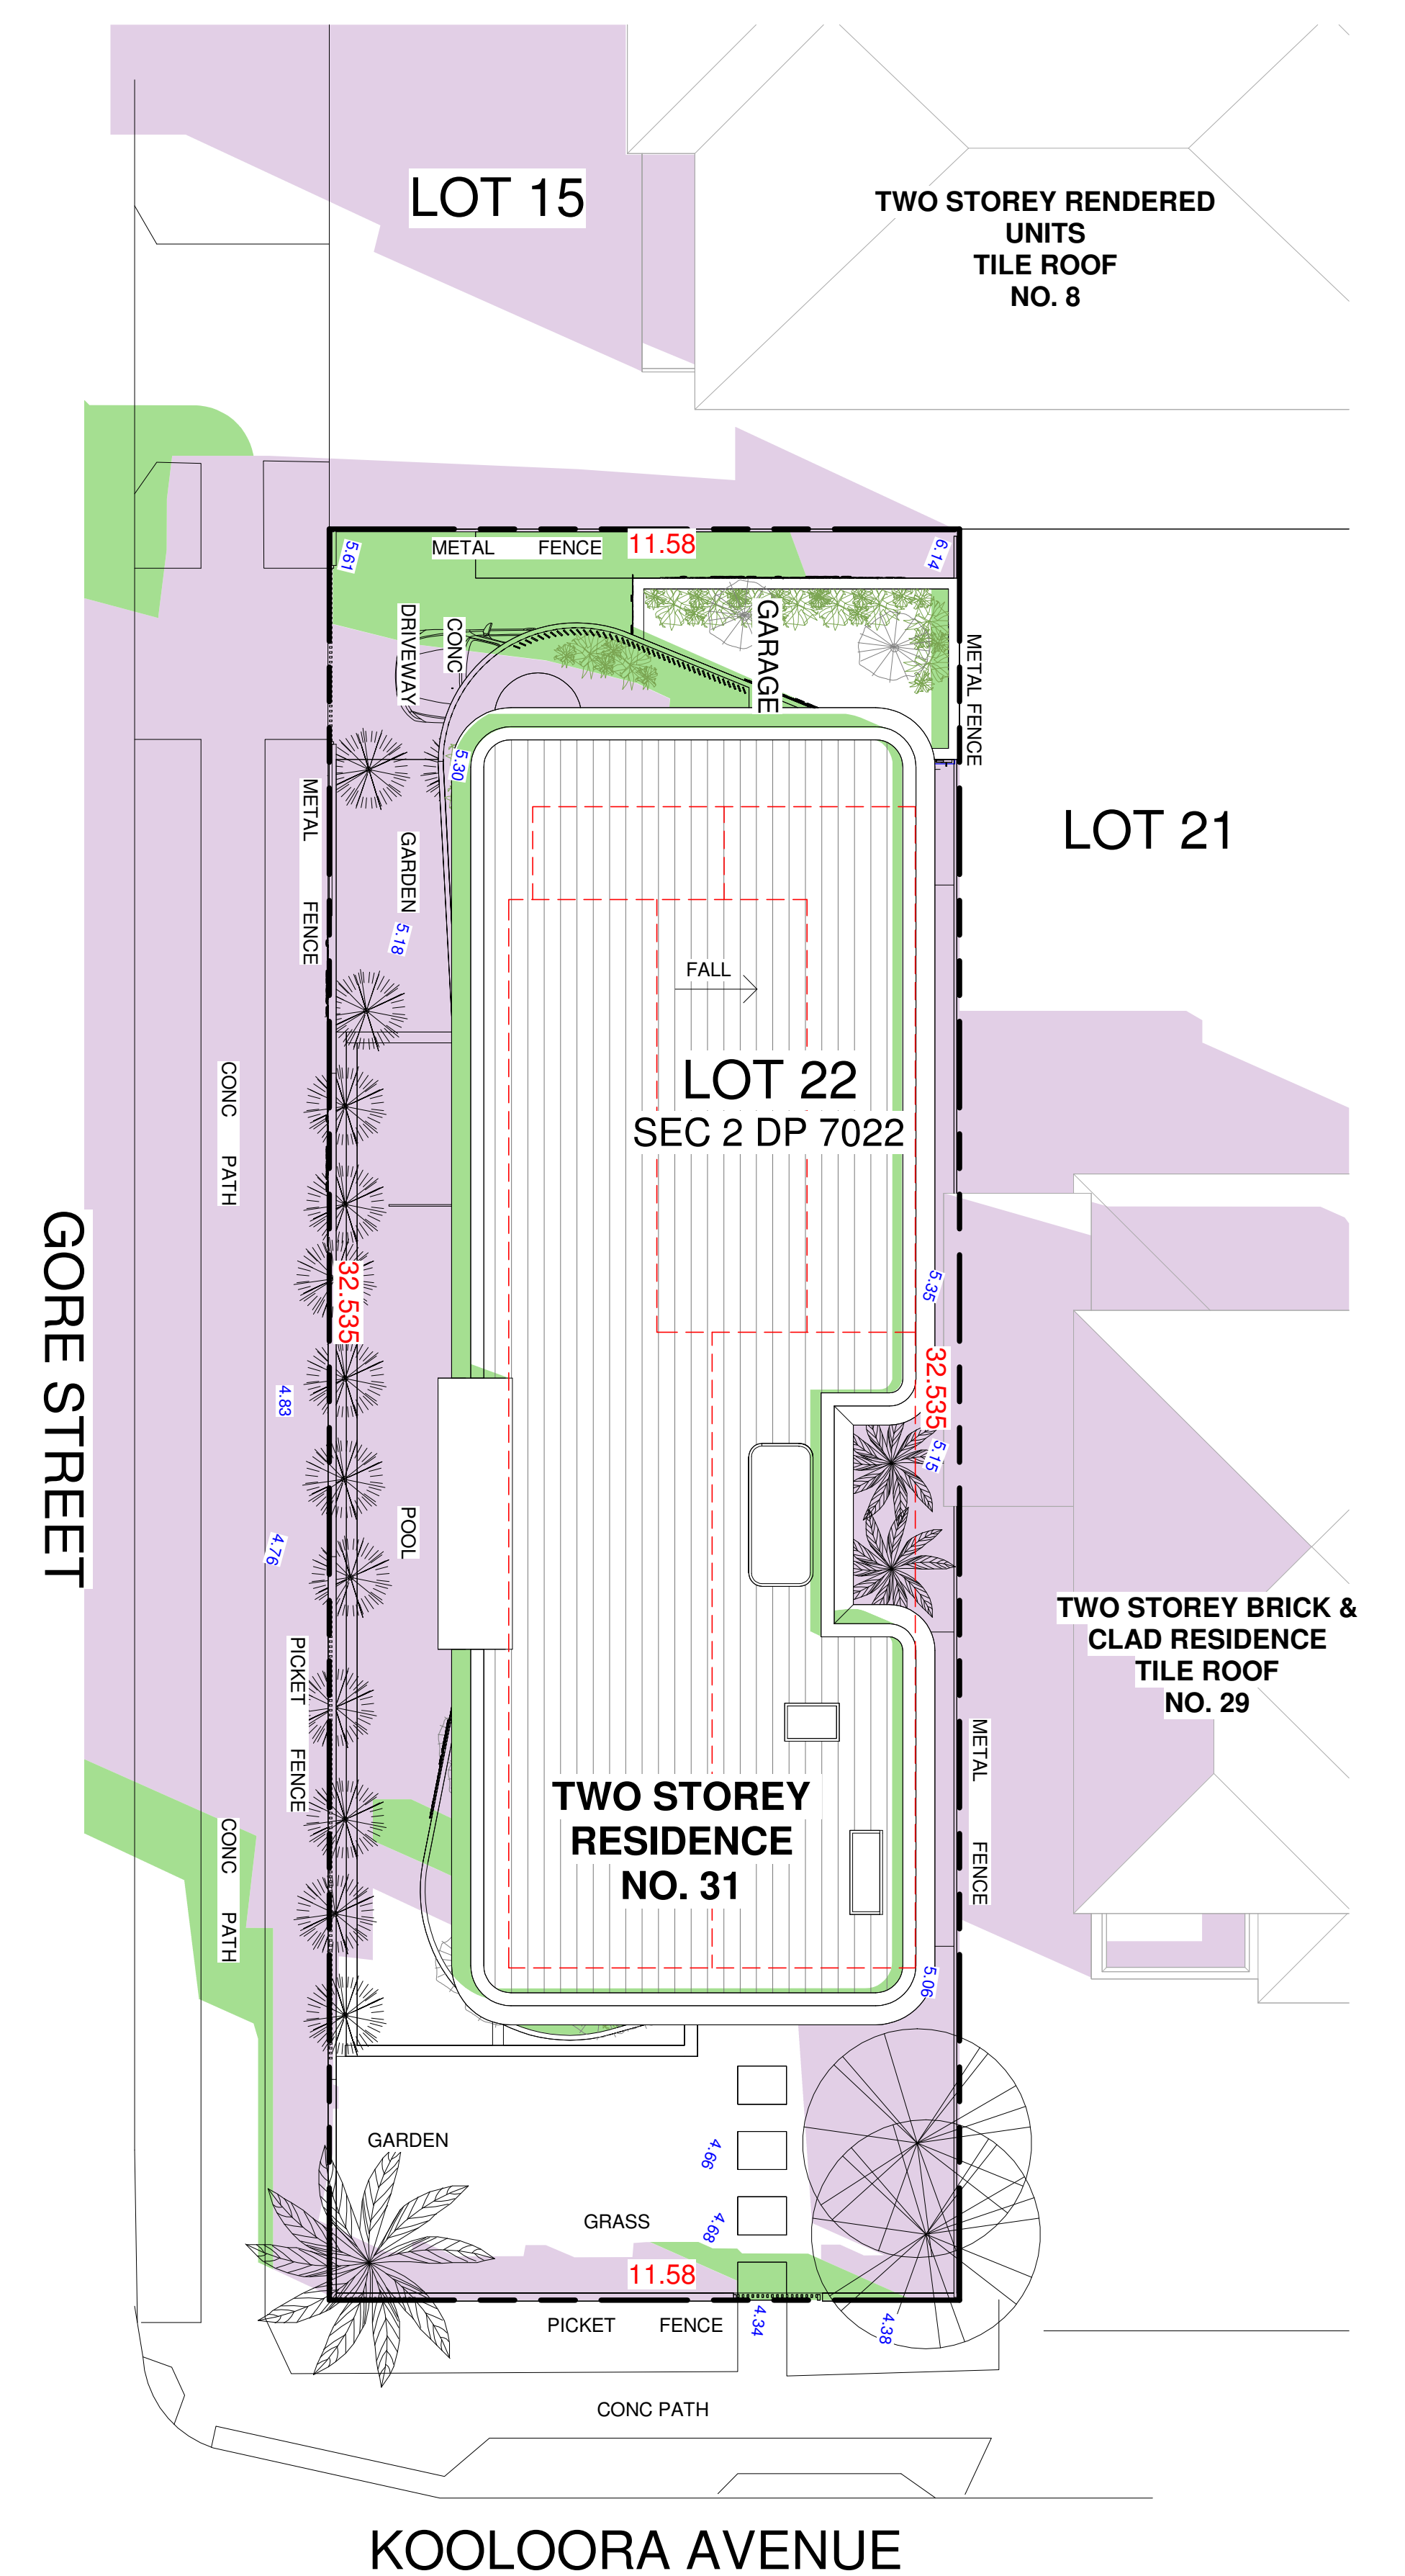 LOT 15
TWO STOREY RENDERED
UNITS
TILE ROOF
NO. 8
METAL FENCE
11.58
5.61
6.14
DRIVEWAY
CONC
GARAGE
METAL FENCE
5.30
METAL FENCE
GARDEN
5.18
LOT 21
FALL
LOT 22
SEC 2 DP 7022
CONC PATH
GORE STREET
32.535
5.35
32.535
4.83
5.15
4.76
POOL
TWO STOREY BRICK &
CLAD RESIDENCE
TILE ROOF
NO. 29
PICKET FENCE
METAL FENCE
TWO STOREY
RESIDENCE
NO. 31
CONC PATH
5.06
GARDEN
4.66
GRASS
4.68
11.58
PICKET FENCE
4.34
4.38
CONC PATH
KOOLOORA AVENUE